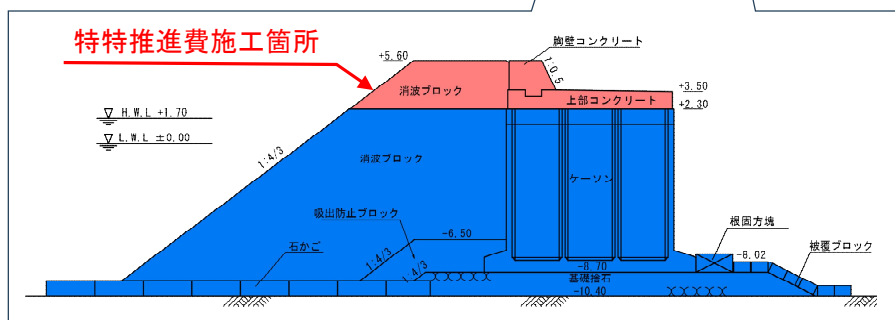 特特推進費施工箇所
胸壁コンクリート
+5.60
1:0.5
消波ブロック
+3.50
上部コンクリート
+2.30
H.W.L +1.70
L.W.L ±0.00
1:4/3
消波ブロック
ケーソン
吸出防止ブロック
根固方塊
-6.50
被覆ブロック
石かご
1:4/3
1:4/3
-8.70
-8.02
基礎捨石
-10.40